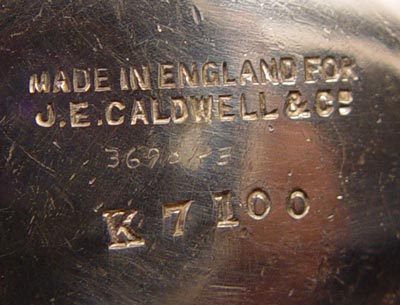 MADE IN ENGLAND FOR
J.E. CALDWELL & Co
K 7100